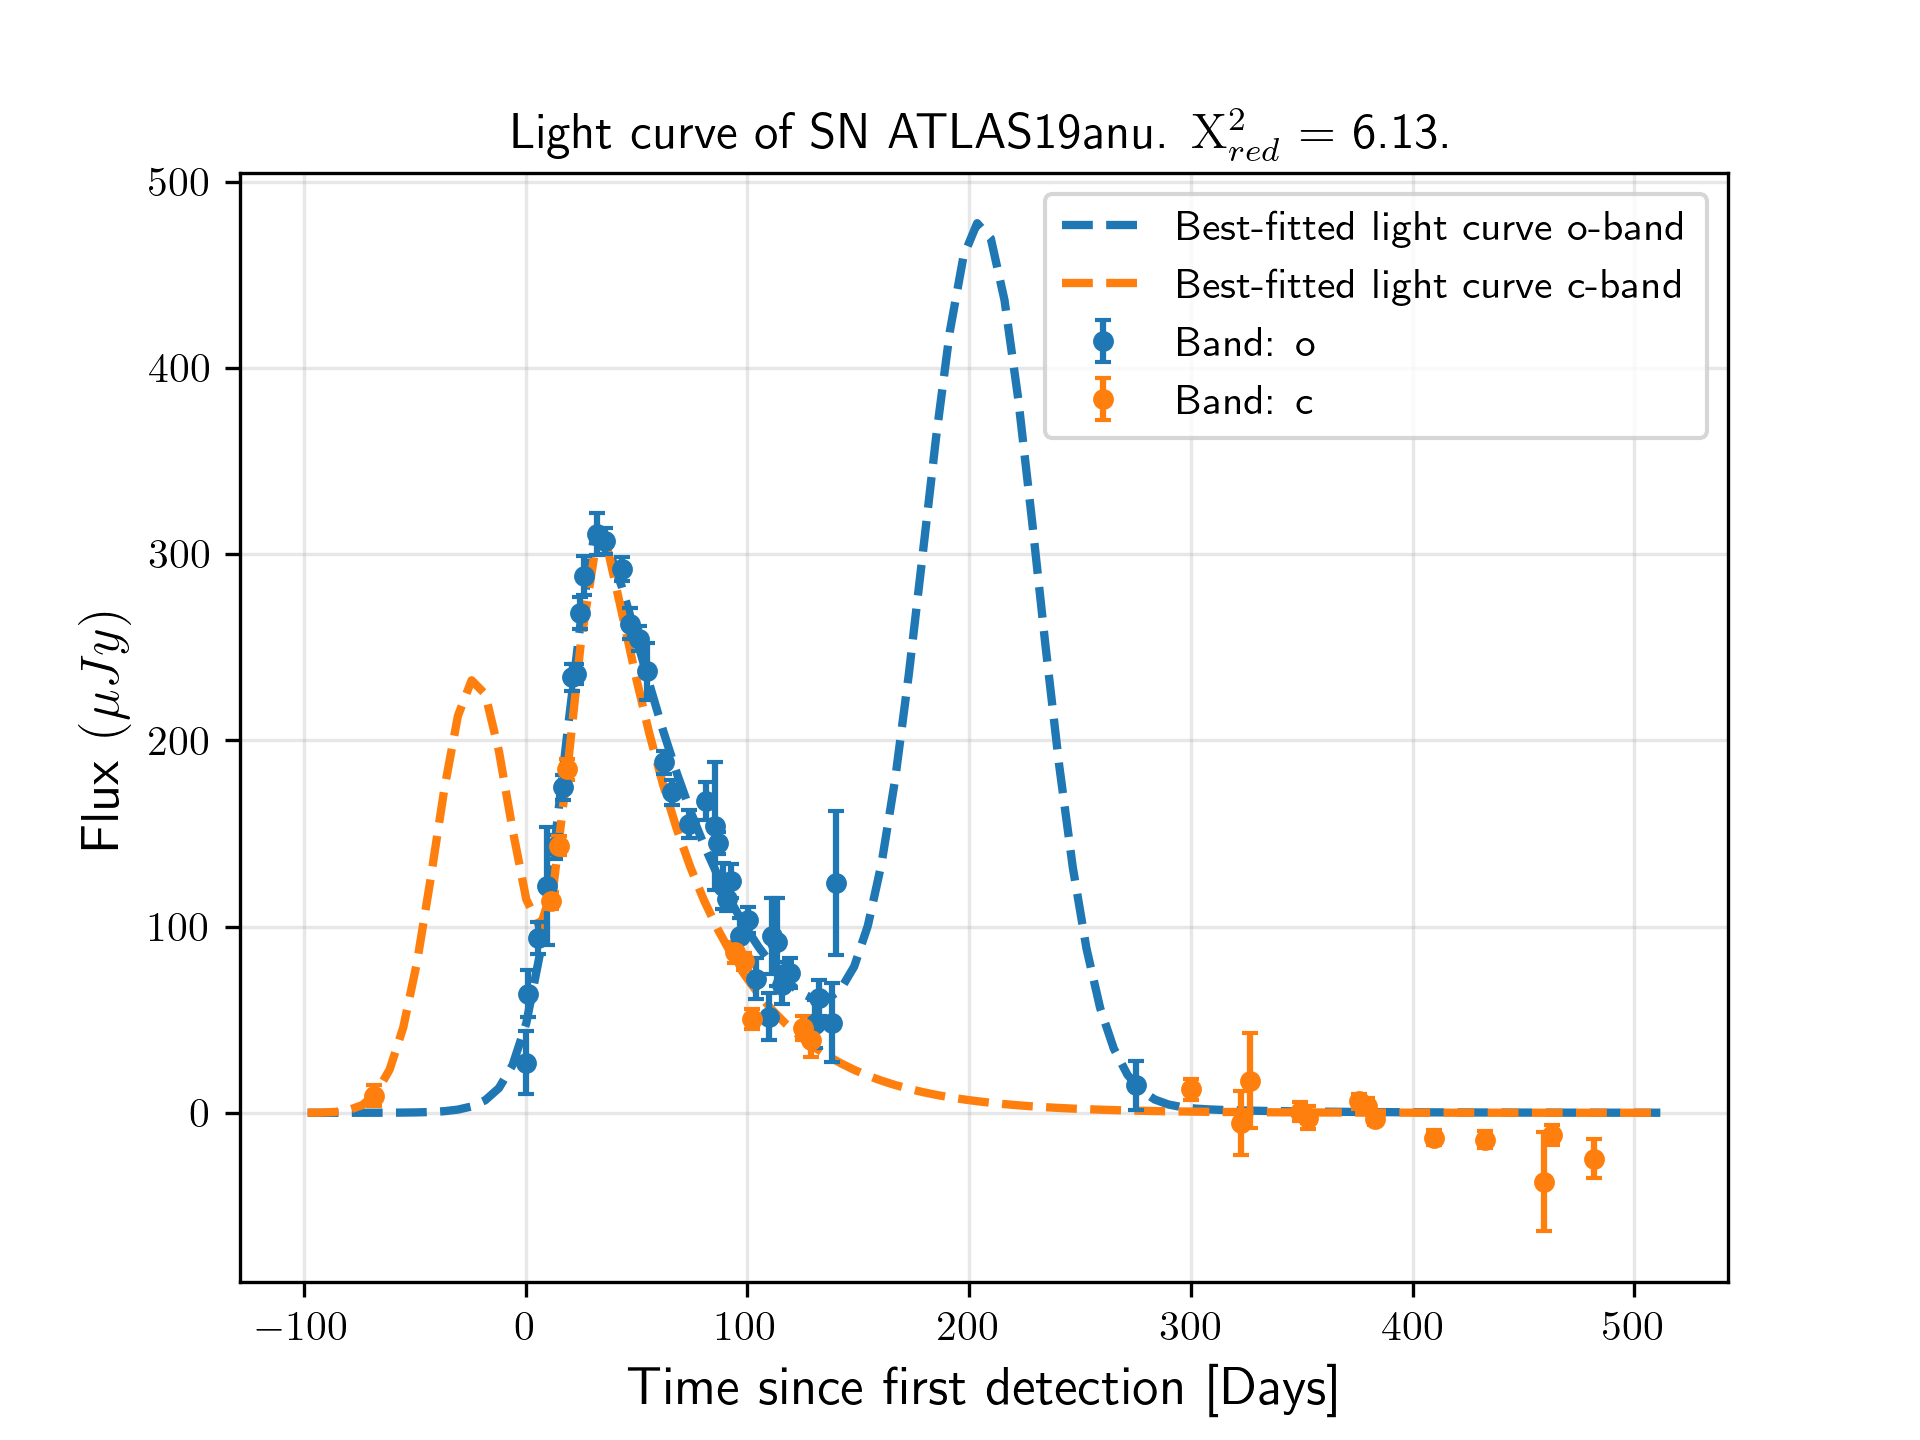 Light curve of SN ATLAS19anu. X²_red = 6.13.
500
400
300
200
100
0
Flux (μJy)
Best-fitted light curve o-band
Best-fitted light curve c-band
Band: o
Band: c
−100 0 100 200 300 400 500
Time since first detection [Days]